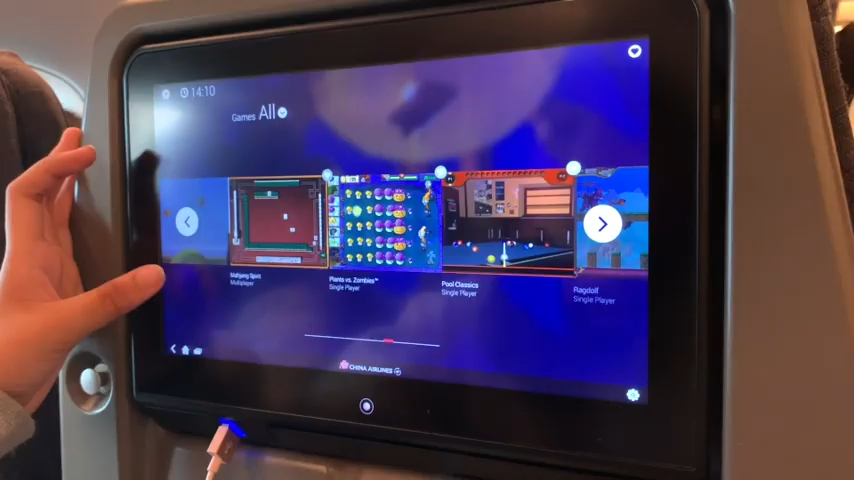 14:10
Games All
Mahjong Spirit
Multiplayer
Plants vs. Zombies™
Single Player
Pool Classics
Single Player
Ragdolf
Single Player
CHINA AIRLINES